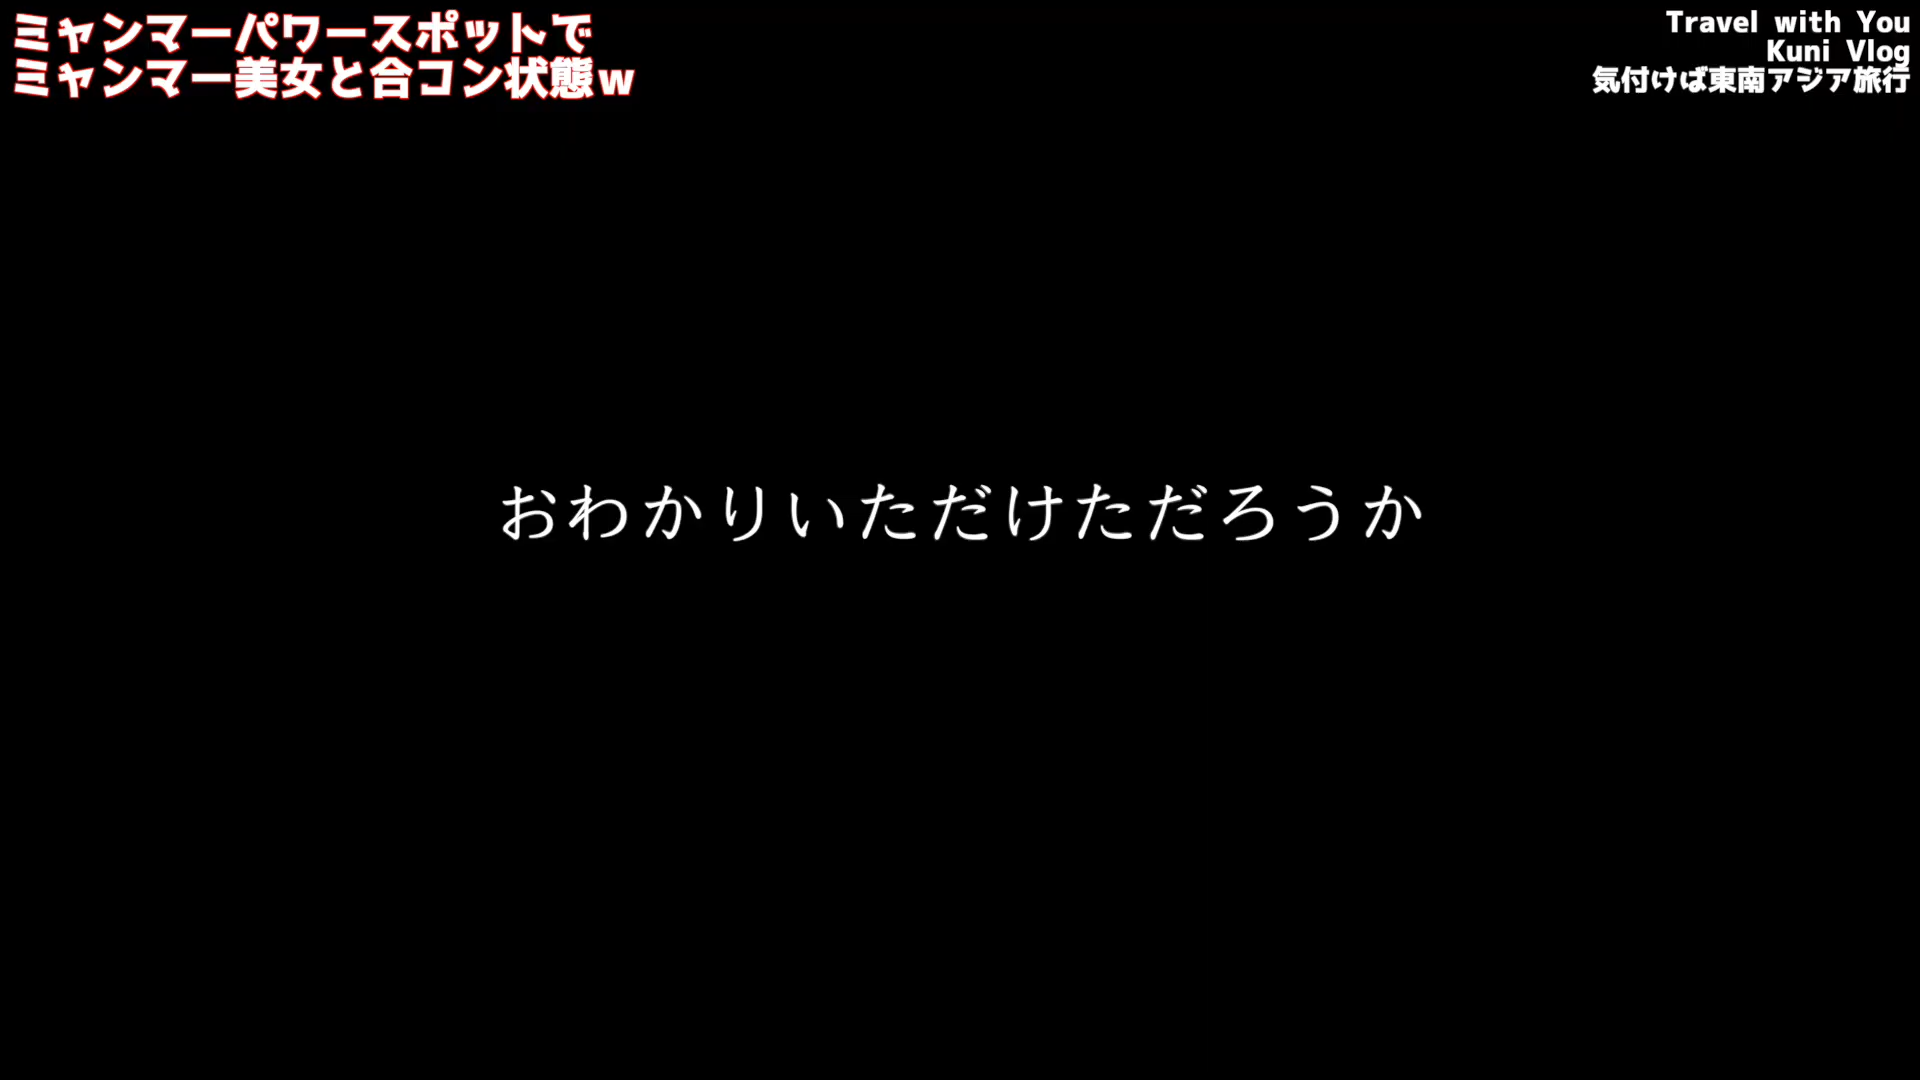 ミャンマーパワースポットで
ミャンマー美女と合コン状態w
Travel with You
Kuni Vlog
気付けば東南アジア旅行
おわかりいただけただろうか